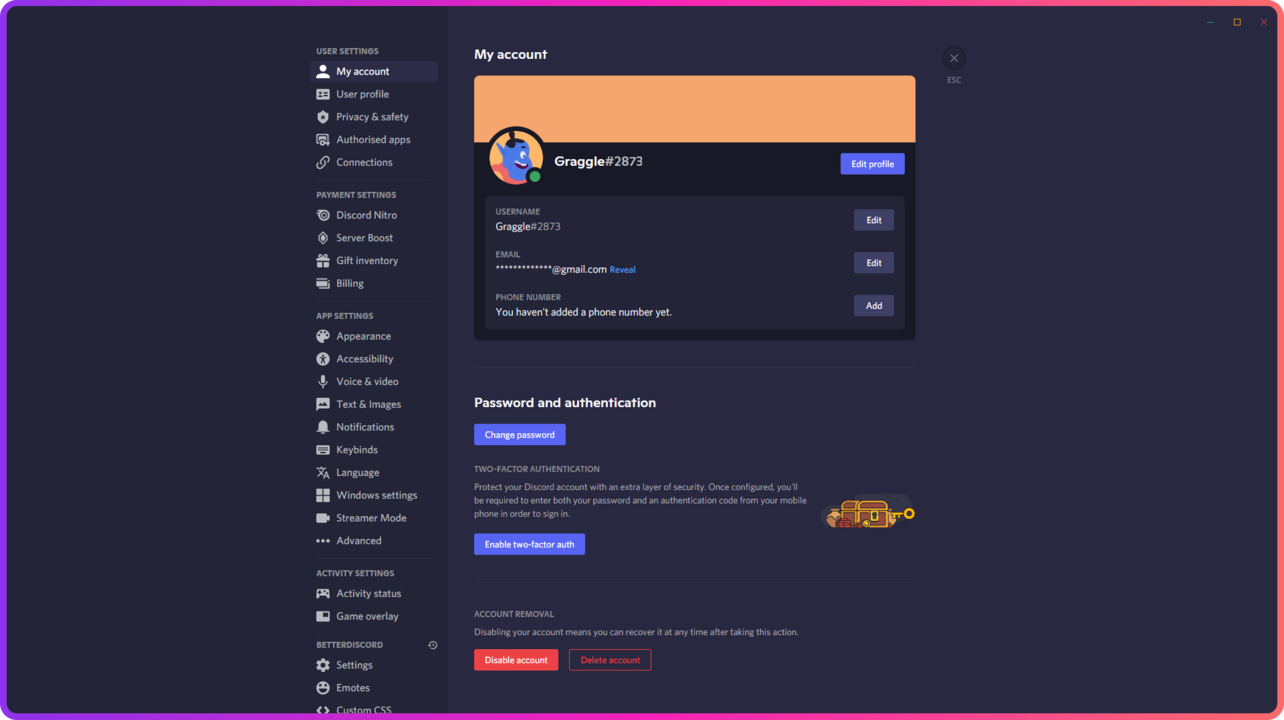 USER SETTINGS
My account
User profile
Privacy & safety
Authorised apps
Connections
PAYMENT SETTINGS
Discord Nitro
Server Boost
Gift inventory
Billing
APP SETTINGS
Appearance
Accessibility
Voice & video
Text & Images
Notifications
Keybinds
Language
Windows settings
Streamer Mode
Advanced
ACTIVITY SETTINGS
Activity status
Game overlay
BETTERDISCORD
Settings
Emotes
Custom CSS
My account
ESC
Graggle#2873
Edit profile
USERNAME
Graggle#2873
Edit
EMAIL
*************@gmail.com Reveal
Edit
PHONE NUMBER
You haven't added a phone number yet.
Add
Password and authentication
Change password
TWO-FACTOR AUTHENTICATION
Protect your Discord account with an extra layer of security. Once configured, you'll
be required to enter both your password and an authentication code from your mobile
phone in order to sign in.
Enable two-factor auth
ACCOUNT REMOVAL
Disabling your account means you can recover it at any time after taking this action.
Disable account
Delete account